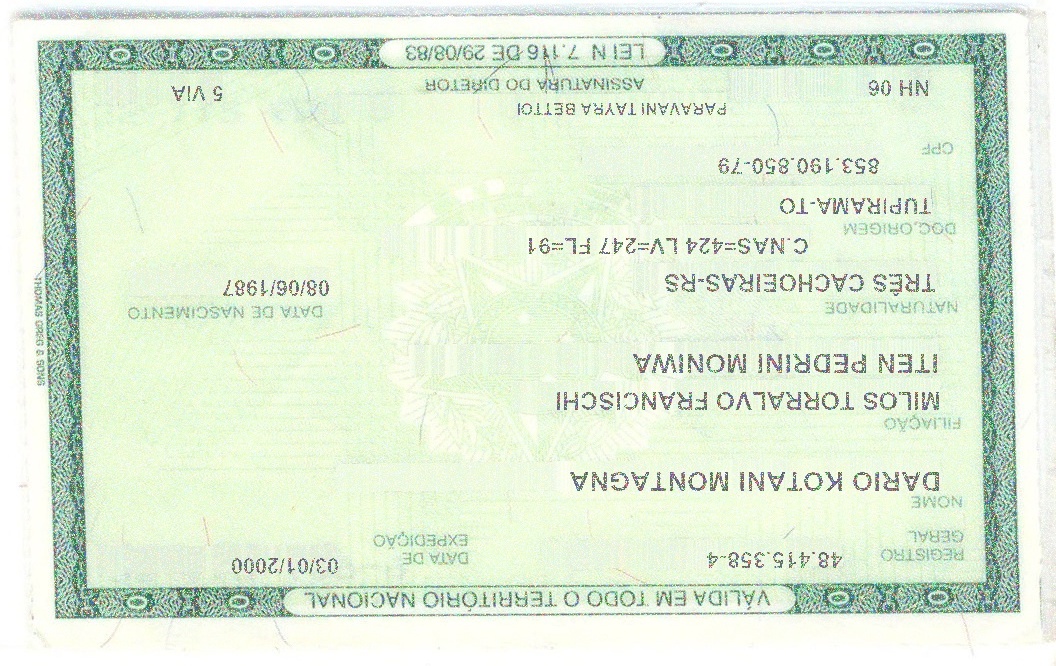 VÁLIDA EM TODO O TERRITÓRIO NACIONAL
REGISTRO GERAL 48.415.358-4 DATA DE EXPEDIÇÃO 03/01/2000
NOME
DARIO KOTANI MONTAGNA
FILIAÇÃO
MILOS TORRALVO FRANCISCHI
ITEN PEDRINI MONIWA
NATURALIDADE DATA DE NASCIMENTO
TRÊS CACHOEIRAS-RS 08/06/1987
C.NAS=424 LV=247 FL=91
DOC.ORIGEM
TUPIRAMA-TO
853.190.850-79
CPF
PARAVANI TAYRA BETTOI
NH 06 ASSINATURA DO DIRETOR 5 VIA
LEI N 7.116 DE 29/08/83
THOMAS GREG & SONS